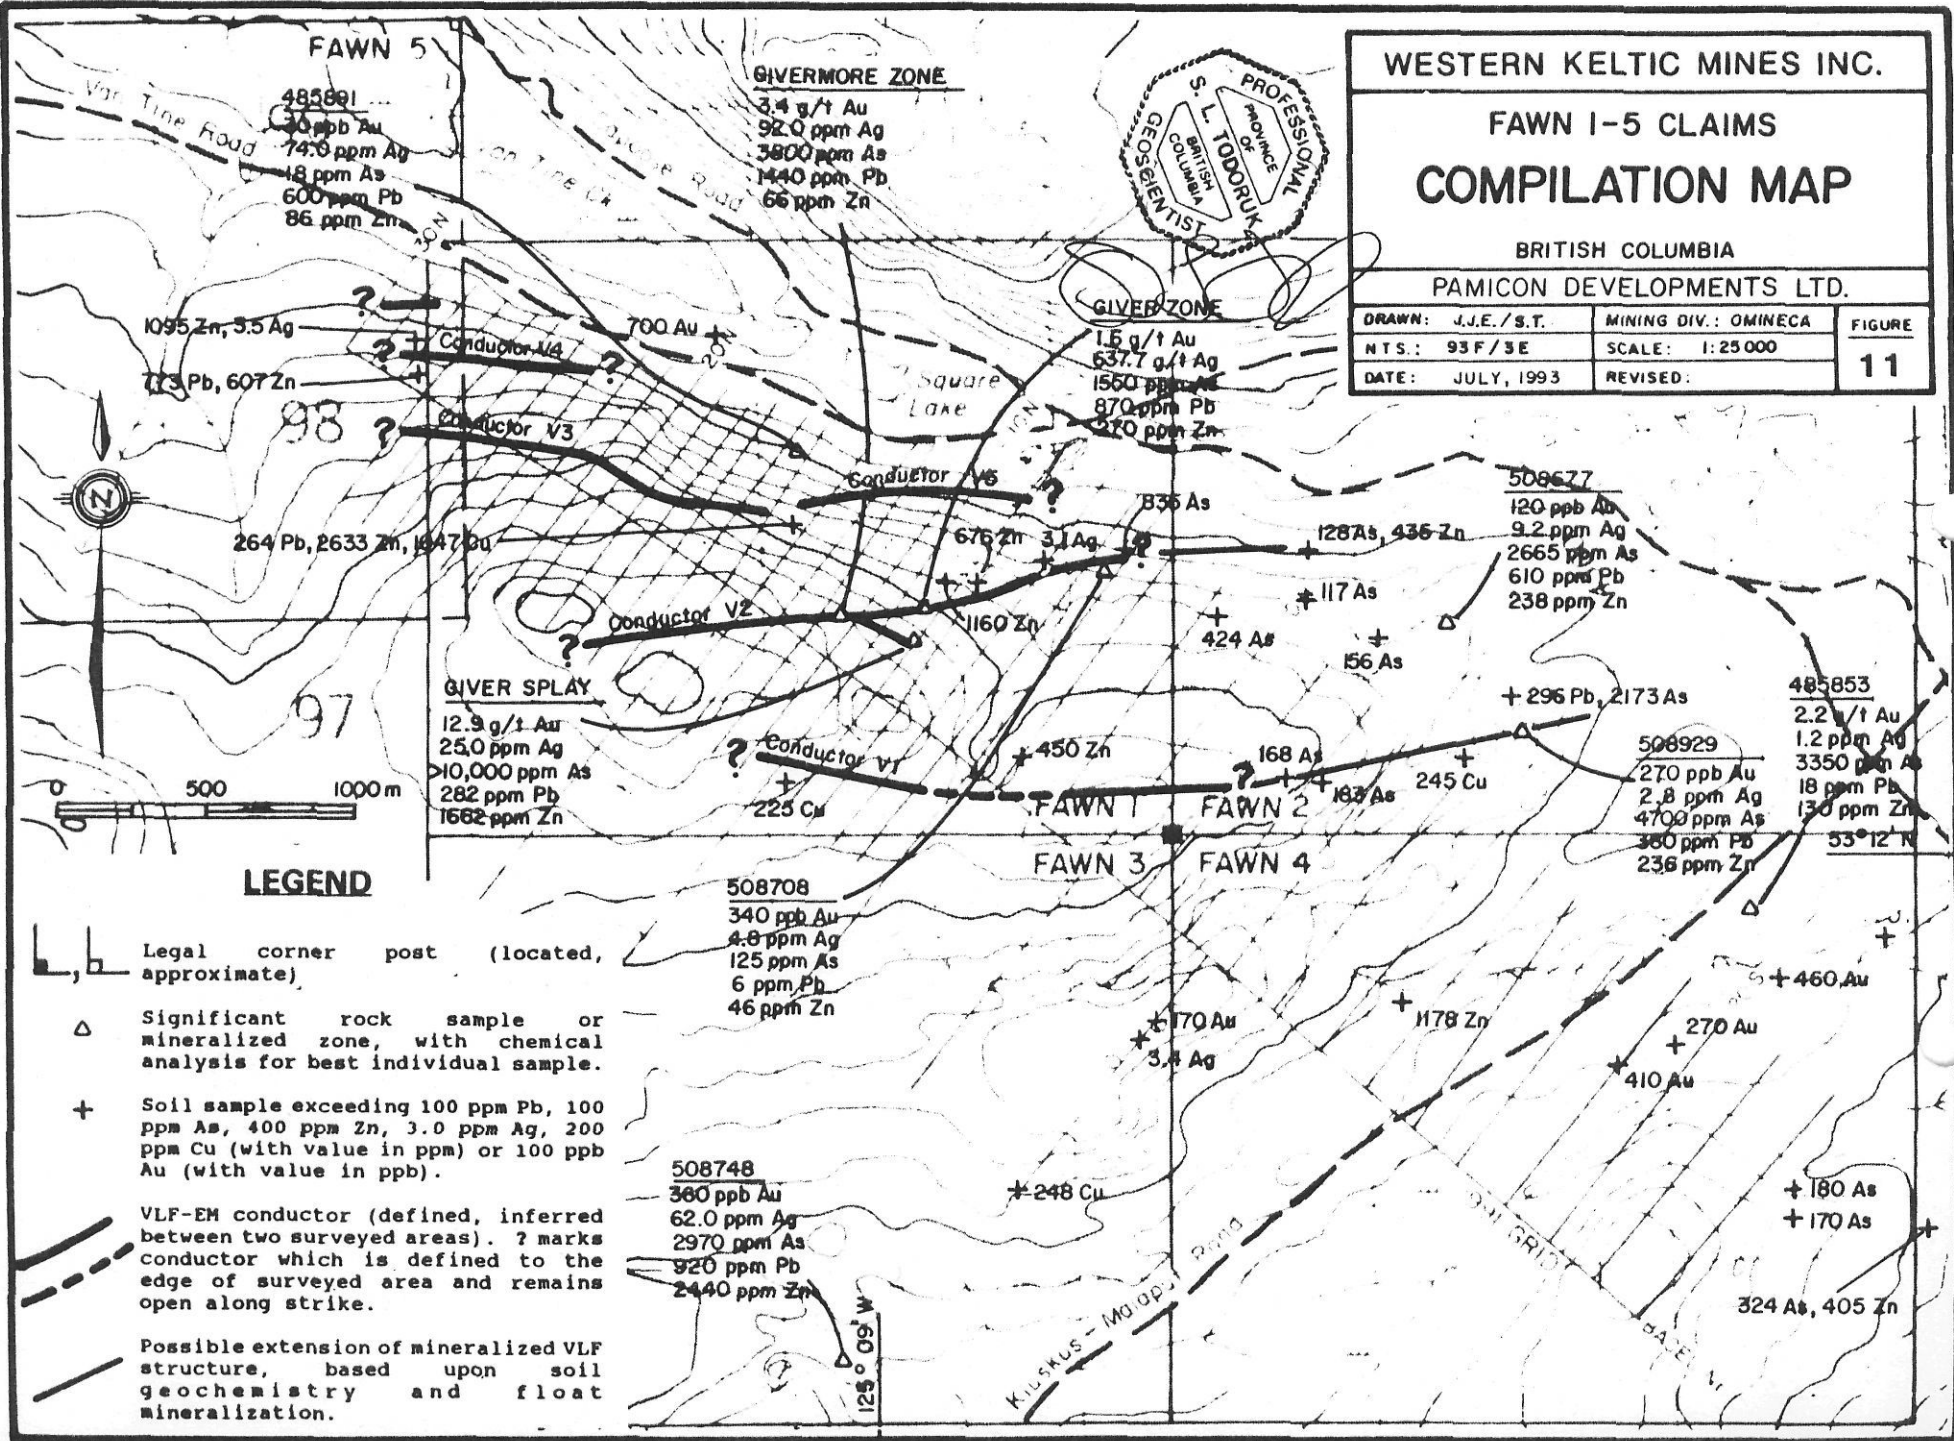 WESTERN KELTIC MINES INC.
FAWN 1-5 CLAIMS
COMPILATION MAP
BRITISH COLUMBIA
PAMICON DEVELOPMENTS LTD.
DRAWN: J.J.E./S.T.
MINING DIV.: OMINECA
FIGURE
11
N T S.: 93 F/3E
SCALE: 1:25 000
DATE: JULY, 1993
REVISED:
PROFESSIONAL
PROVINCE
OF
S. L. TODORUK
BRITISH
COLUMBIA
GEOSCIENTIST
FAWN 5
Van Tine Road
485891
74.0 ppm Ag
18 ppm As
600 ppm Pb
86 ppm Zn
GIVERMORE ZONE
3.4 g/t Au
92.0 ppm Ag
3800 ppm As
1440 ppm Pb
66 ppm Zn
Road
GIVER ZONE
1.6 g/t Au
637.7 g/t Ag
1550 ppm As
870 ppm Pb
270 ppm Zn
1095 Zn, 3.5 Ag
700 Au
20N
Conductor V4
?
?
?
773 Pb, 607 Zn
Square
Lake
10N
98
Conductor V3
?
Conductor V5
?
508677
120 ppb Au
9.2 ppm Ag
2665 ppm As
610 ppm Pb
238 ppm Zn
836 As
N
264 Pb, 2633 Zn, 1647 Cu
676 Zn
3.1 Ag
?
128 As, 436 Zn
117 As
424 As
156 As
Conductor V2
?
1160 Zn
GIVER SPLAY
12.9 g/t Au
25.0 ppm Ag
>10,000 ppm As
282 ppm Pb
1662 ppm Zn
97
296 Pb, 2173 As
485853
2.2 g/t Au
1.2 ppm Ag
3350 ppm As
18 ppm Pb
130 ppm Zn
53° 12' N
508929
270 ppb Au
2.8 ppm Ag
4700 ppm As
380 ppm Pb
236 ppm Zn
?
Conductor V1
450 Zn
225 Cu
168 As
?
183 As
245 Cu
0 500 1000 m
FAWN 1
FAWN 2
FAWN 3
FAWN 4
508708
340 ppb Au
4.8 ppm Ag
125 ppm As
6 ppm Pb
46 ppm Zn
170 Au
3.4 Ag
1178 Zn
460 Au
270 Au
410 Au
508748
380 ppb Au
62.0 ppm Ag
2970 ppm As
920 ppm Pb
2440 ppm Zn
248 Cu
180 As
170 As
324 As, 405 Zn
Road
GRID
125° 09' W
LEGEND
Legal corner post (located,
approximate)
Significant rock sample or
mineralized zone, with chemical
analysis for best individual sample.
Soil sample exceeding 100 ppm Pb, 100
ppm As, 400 ppm Zn, 3.0 ppm Ag, 200
ppm Cu (with value in ppm) or 100 ppb
Au (with value in ppb).
VLF-EM conductor (defined, inferred
between two surveyed areas). ? marks
conductor which is defined to the
edge of surveyed area and remains
open along strike.
Possible extension of mineralized VLF
structure, based upon soil
geochemistry and float
mineralization.